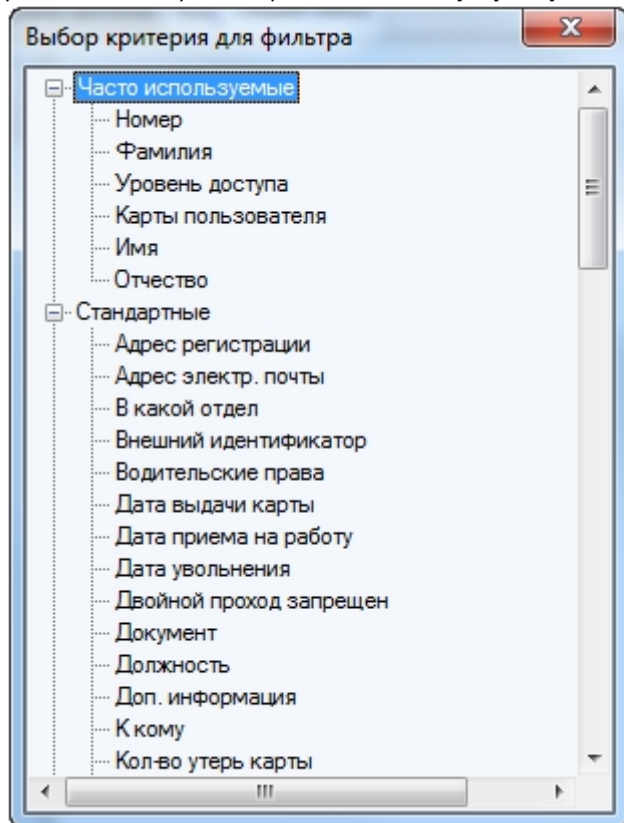 Выбор критерия для фильтра
Часто используемые
Номер
Фамилия
Уровень доступа
Карты пользователя
Имя
Отчество
Стандартные
Адрес регистрации
Адрес электр. почты
В какой отдел
Внешний идентификатор
Водительские права
Дата выдачи карты
Дата приема на работу
Дата увольнения
Двойной проход запрещен
Документ
Должность
Доп. информация
К кому
Кол-во утерь карты